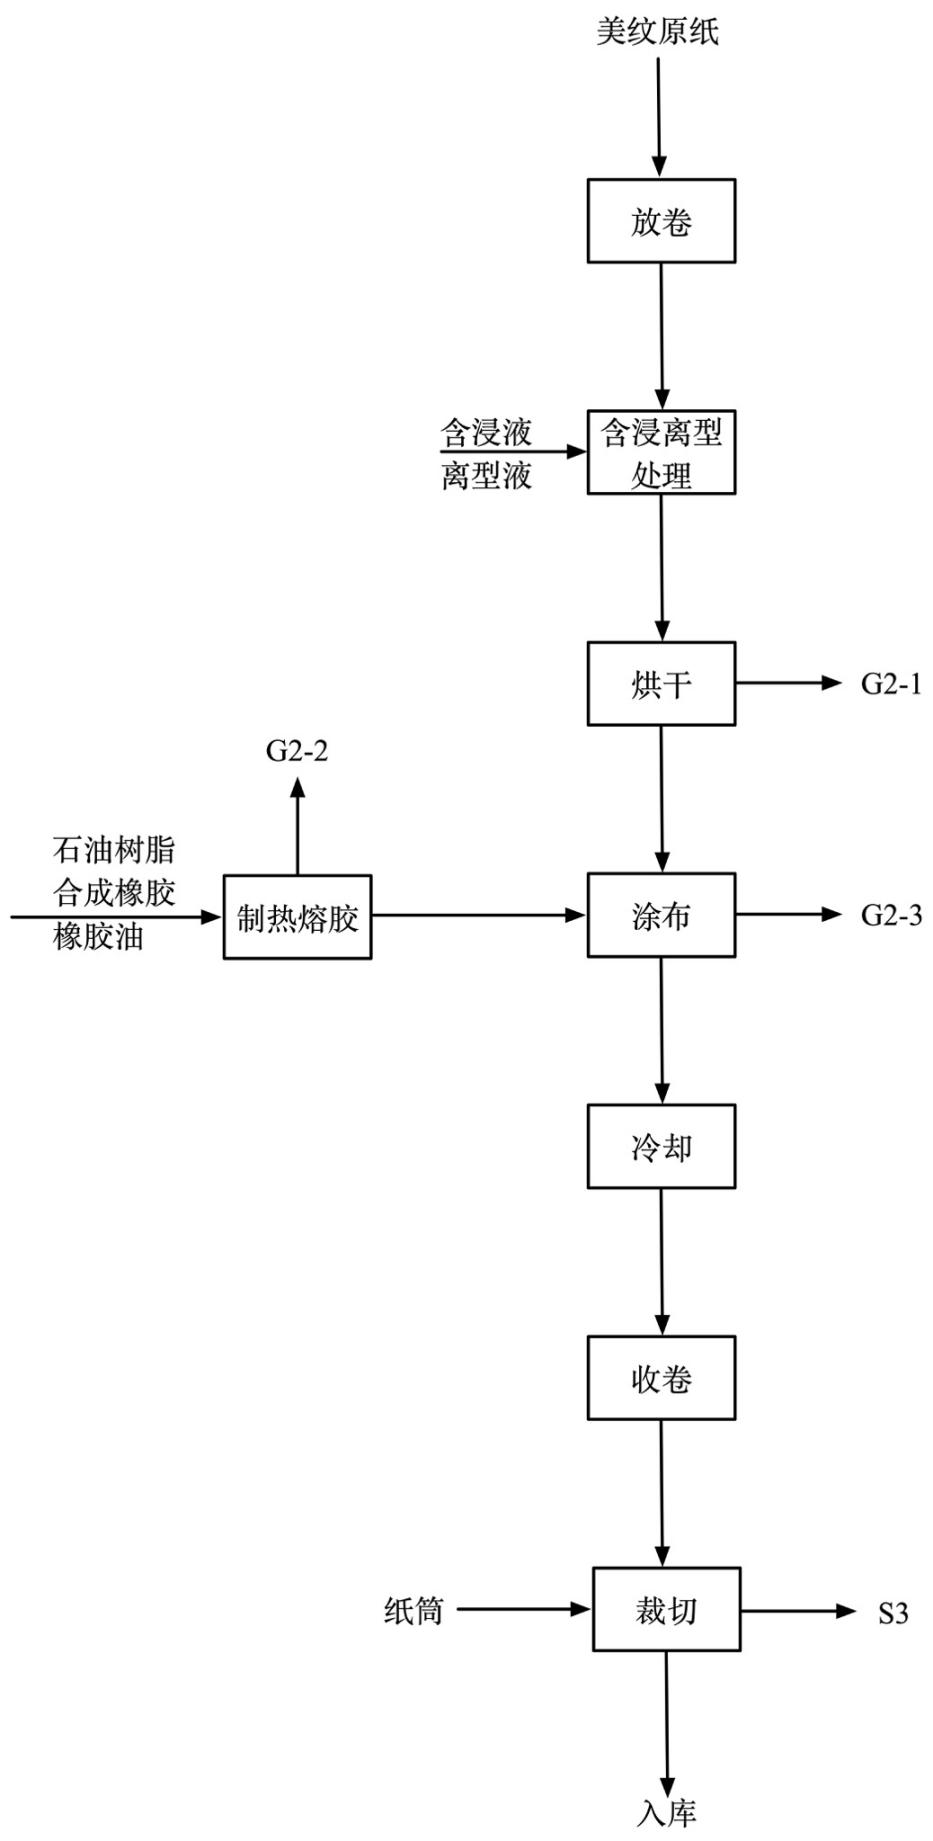 美纹原纸
放卷
含浸液
离型液
含浸离型
处理
烘干
G2-1
G2-2
石油树脂
合成橡胶
橡胶油
制热熔胶
涂布
G2-3
冷却
收卷
纸筒
裁切
S3
入库